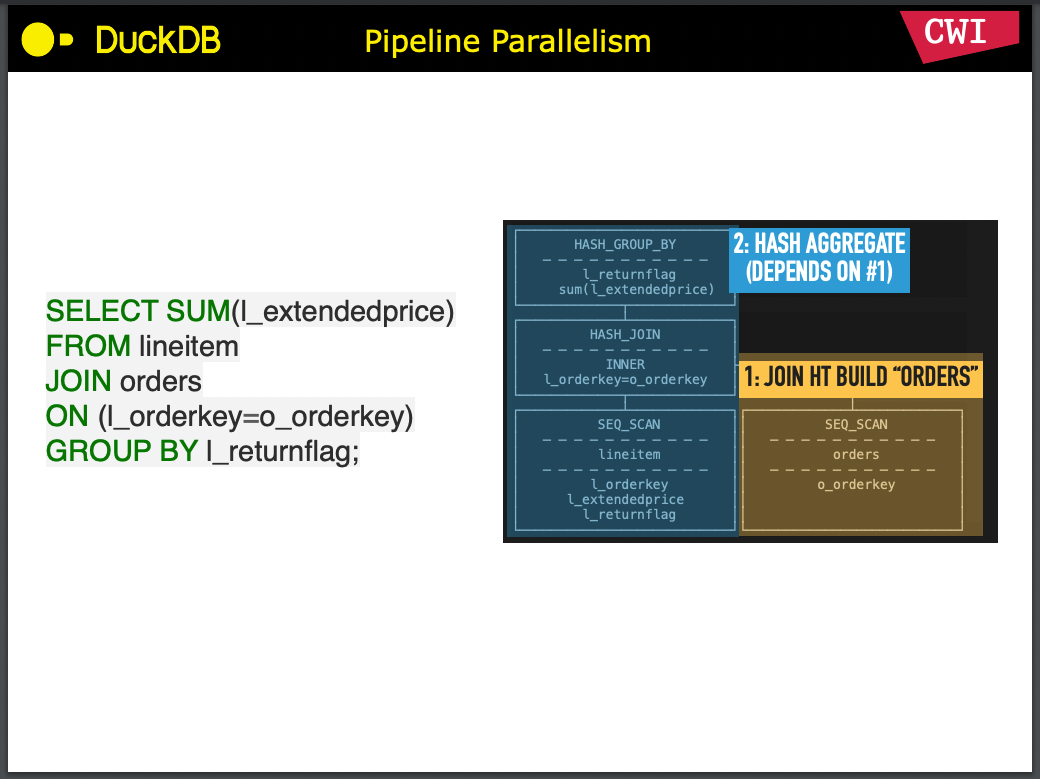 DuckDB
Pipeline Parallelism
CWI
SELECT SUM(l_extendedprice)
FROM lineitem
JOIN orders
ON (l_orderkey=o_orderkey)
GROUP BY l_returnflag;
HASH_GROUP_BY
l_returnflag
sum(l_extendedprice)
2: HASH AGGREGATE
(DEPENDS ON #1)
HASH_JOIN
INNER
l_orderkey=o_orderkey
1: JOIN HT BUILD “ORDERS”
SEQ_SCAN
lineitem
l_orderkey
l_extendedprice
l_returnflag
SEQ_SCAN
orders
o_orderkey